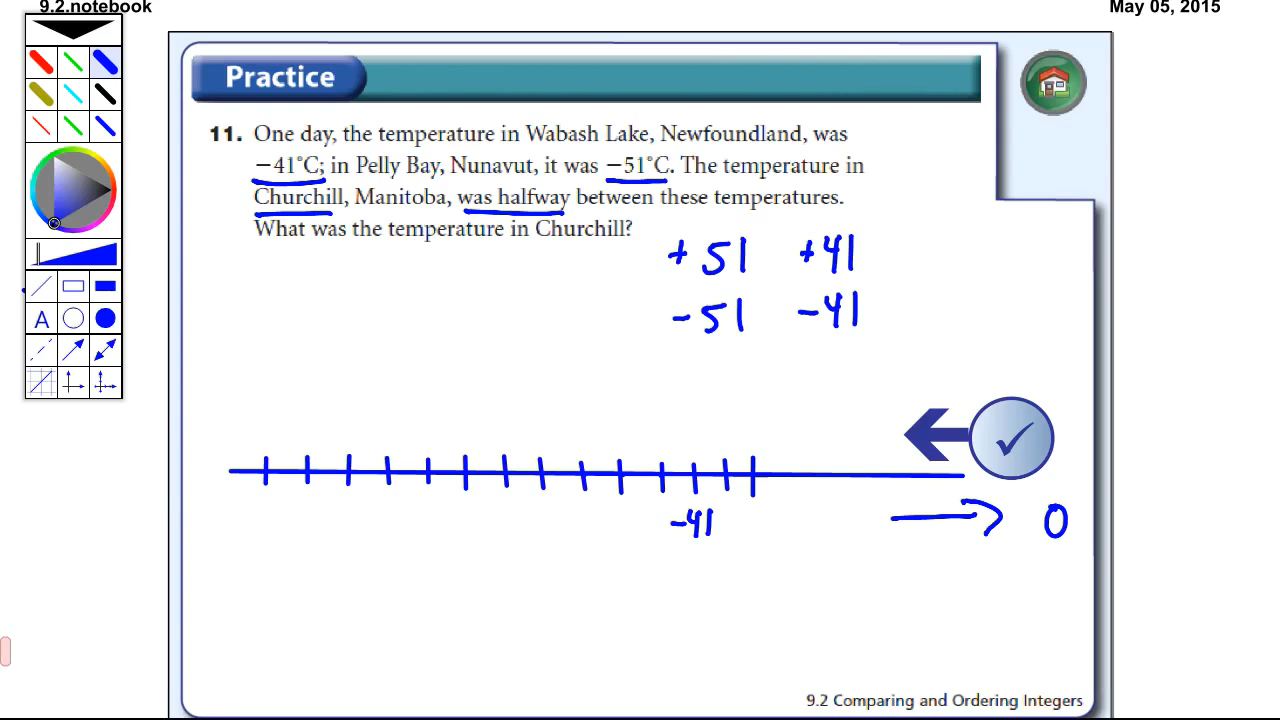 9.2.notebook May 05, 2015
Practice
11. One day, the temperature in Wabash Lake, Newfoundland, was
−41°C; in Pelly Bay, Nunavut, it was −51°C. The temperature in
Churchill, Manitoba, was halfway between these temperatures.
What was the temperature in Churchill?
+51 +41
-51 -41
-41
0
A
9.2 Comparing and Ordering Integers